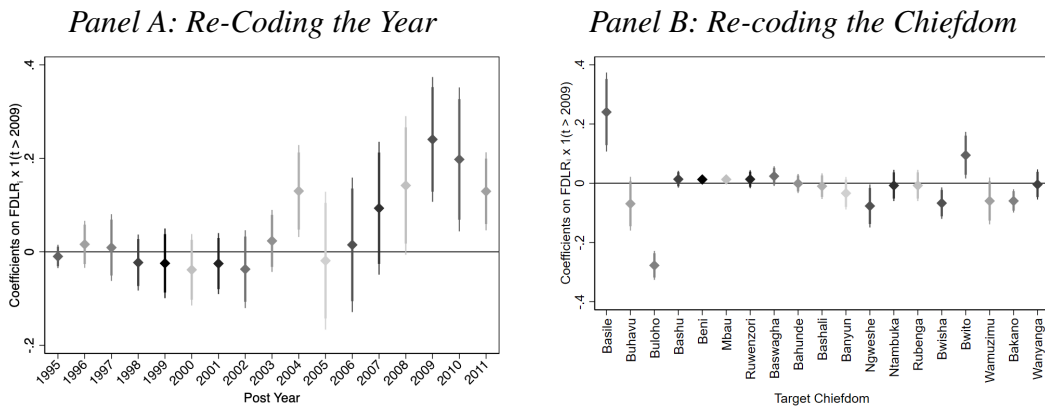 Panel A: Re-Coding the Year
Coefficients on FDLRᵢ x 1(t > 2009)
.4
.2
0
-.2
1995 1996 1997 1998 1999 2000 2001 2002 2003 2004 2005 2006 2007 2008 2009 2010 2011
Post Year
Panel B: Re-coding the Chiefdom
Coefficients on FDLRᵢ x 1(t > 2009)
.4
.2
0
-.2
-.4
Basile Buhavu Buloho Bashu Beni Mbau Ruwenzori Baswagha Bahunde Bashali Banyun Ngweshe Ntambuka Rubenga Bwisha Bwito Wamuzimu Bakano Wanyanga
Target Chiefdom